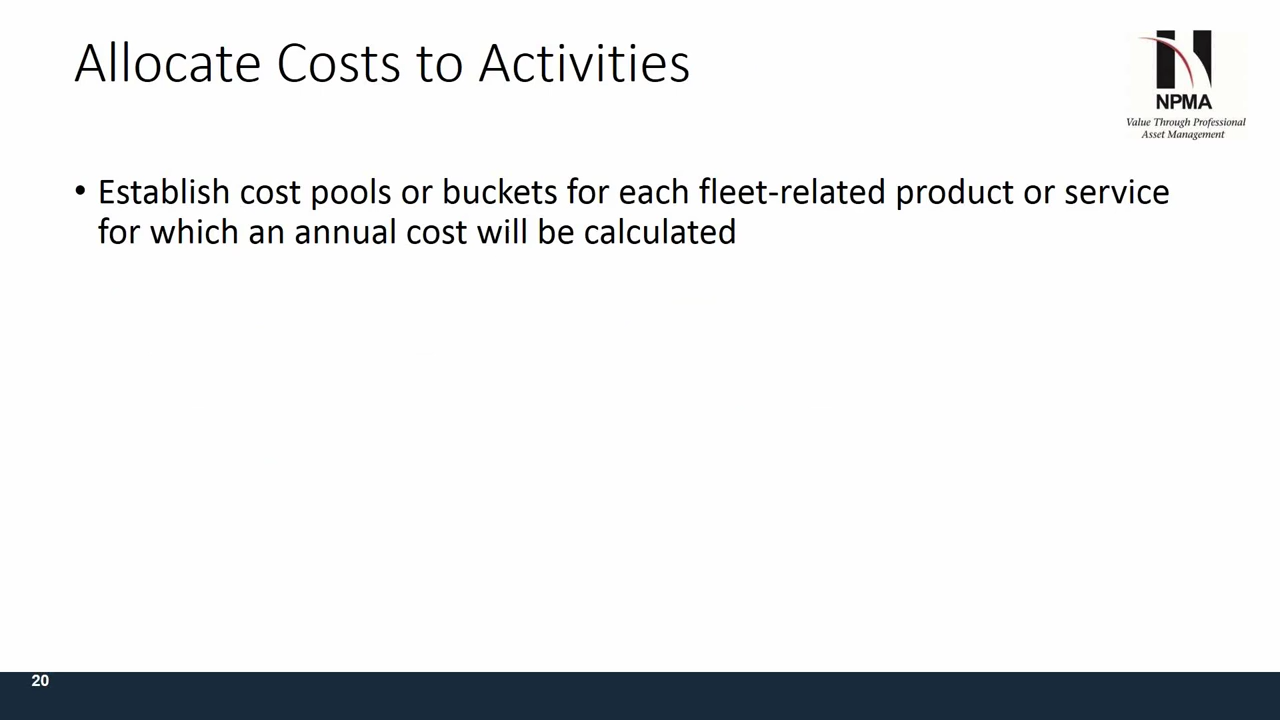 Allocate Costs to Activities
NPMA
Value Through Professional
Asset Management
• Establish cost pools or buckets for each fleet-related product or service
for which an annual cost will be calculated
20